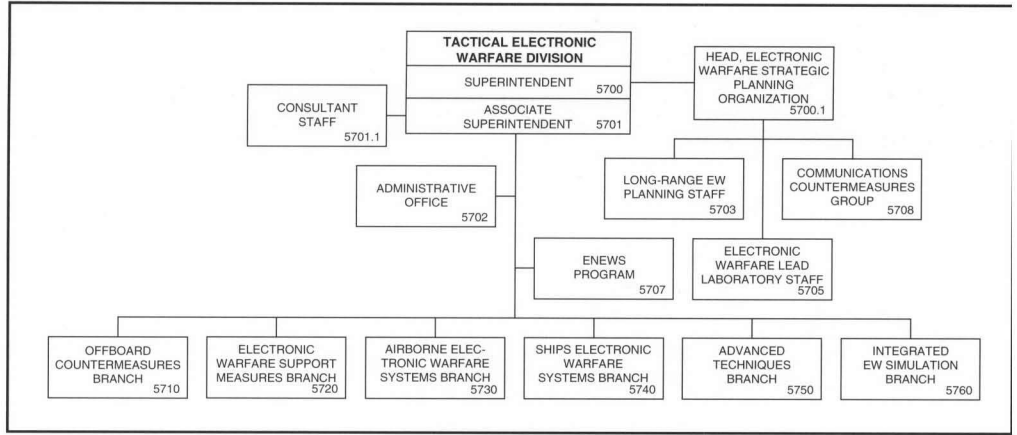 TACTICAL ELECTRONIC
WARFARE DIVISION
SUPERINTENDENT
5700
ASSOCIATE
SUPERINTENDENT 5701
HEAD, ELECTRONIC
WARFARE STRATEGIC
PLANNING
ORGANIZATION
5700.1
CONSULTANT
STAFF
5701.1
ADMINISTRATIVE
OFFICE
5702
LONG-RANGE EW
PLANNING STAFF
5703
COMMUNICATIONS
COUNTERMEASURES
GROUP
5708
ENEWS
PROGRAM
5707
ELECTRONIC
WARFARE LEAD
LABORATORY STAFF
5705
OFFBOARD
COUNTERMEASURES
BRANCH
5710
ELECTRONIC
WARFARE SUPPORT
MEASURES BRANCH
5720
AIRBORNE ELEC-
TRONIC WARFARE
SYSTEMS BRANCH
5730
SHIPS ELECTRONIC
WARFARE
SYSTEMS BRANCH
5740
ADVANCED
TECHNIQUES
BRANCH
5750
INTEGRATED
EW SIMULATION
BRANCH
5760